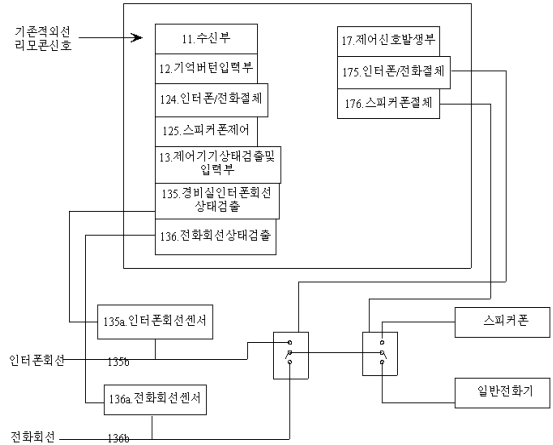 기존적외선
리모콘신호
11.수신부
12.기억버턴입력부
124.인터폰/전화절체
125.스피커폰제어
13.제어기기상태검출및
입력부
135.경비실인터폰회선
상태검출
136.전화회선상태검출
17.제어신호발생부
175.인터폰/전화절체
176.스피커폰절체
135a.인터폰회선센서
인터폰회선
135b
136a.전화회선센서
전화회선
136b
스피커폰
일반전화기